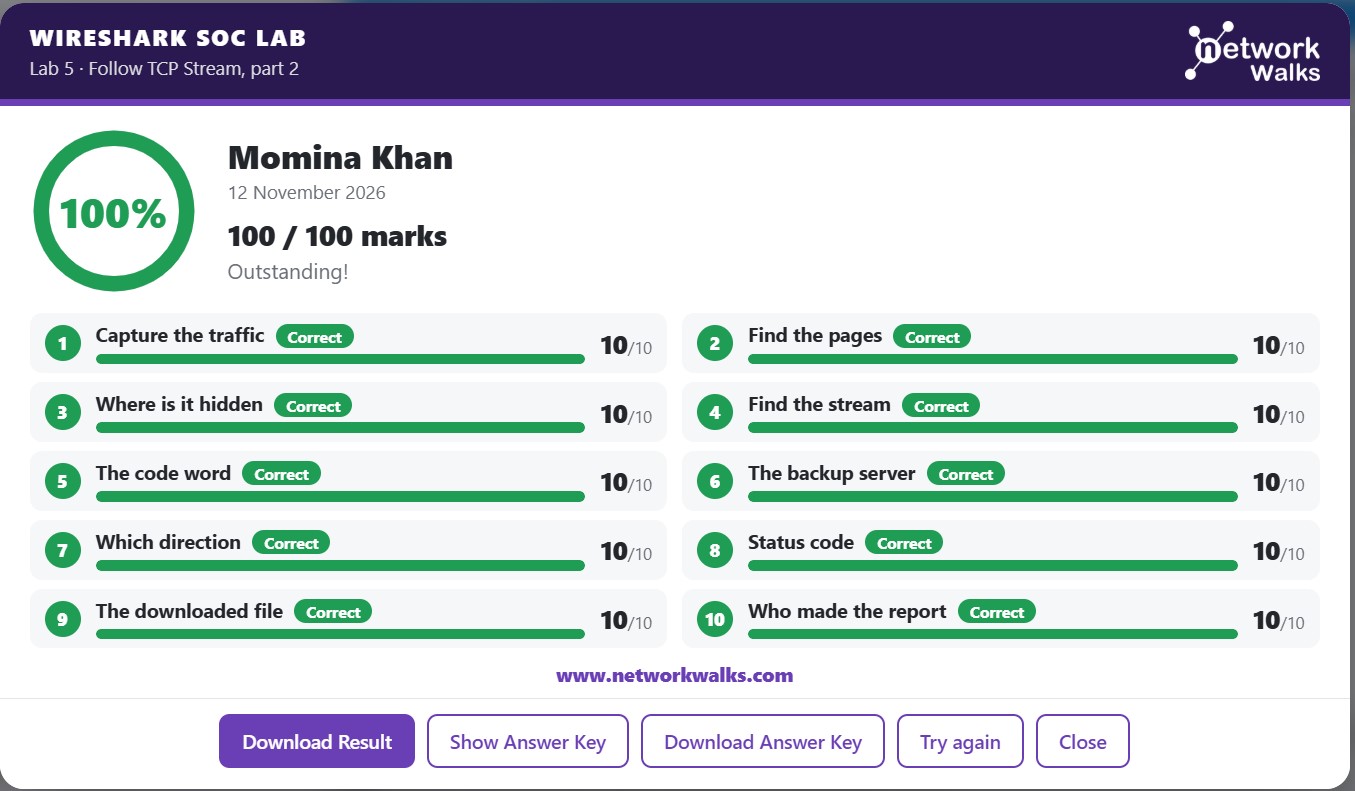 WIRESHARK SOC LAB
Lab 5 · Follow TCP Stream, part 2
network
Walks
100%
Momina Khan
12 November 2026
100 / 100 marks
Outstanding!
1 Capture the traffic Correct 10/10
2 Find the pages Correct 10/10
3 Where is it hidden Correct 10/10
4 Find the stream Correct 10/10
5 The code word Correct 10/10
6 The backup server Correct 10/10
7 Which direction Correct 10/10
8 Status code Correct 10/10
9 The downloaded file Correct 10/10
10 Who made the report Correct 10/10
www.networkwalks.com
Download Result
Show Answer Key
Download Answer Key
Try again
Close